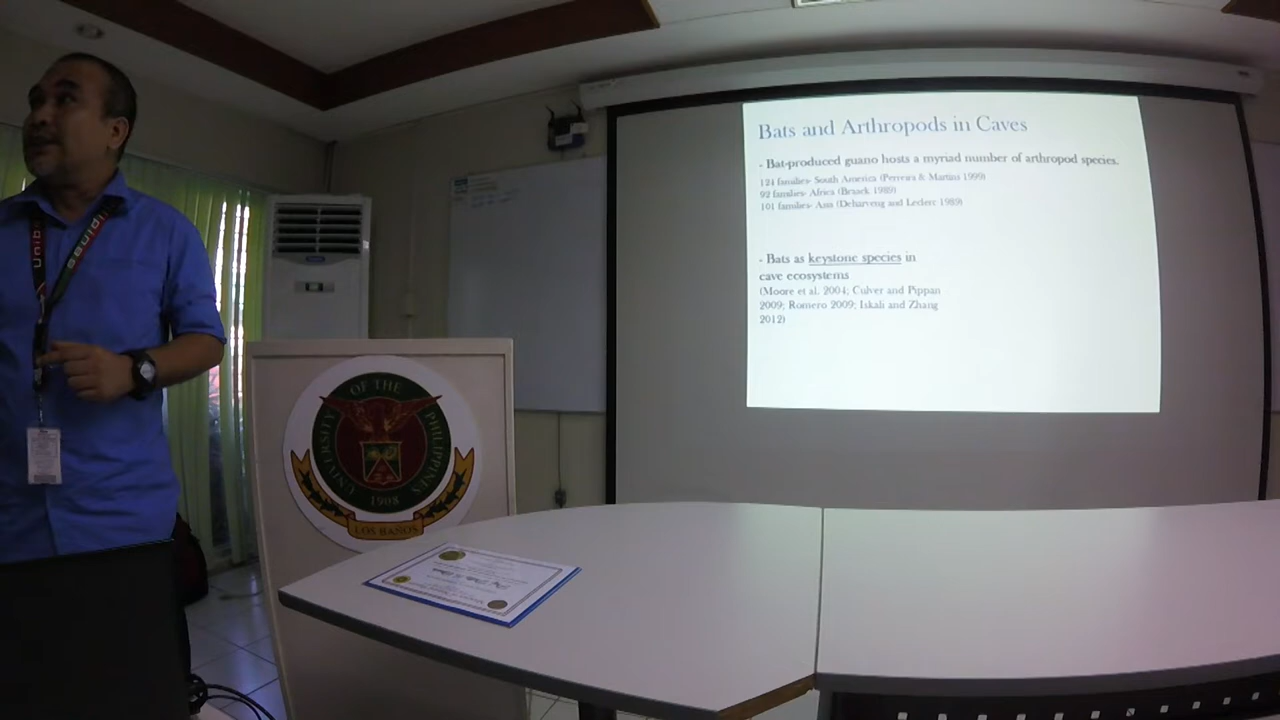 Bats and Arthropods in Caves
- Bat-produced guano hosts a myriad number of arthropod species.
124 families- South America (Ferreira & Martins 1999)
92 families- Africa (Braack 1989)
101 families- Asia (Deharveng and Leclerc 1989)
- Bats as keystone species in
cave ecosystems
(Moore et al. 2004; Culver and Pippan
2009; Romero 2009; Iskali and Zhang
2012)
UNIVERSITY OF THE PHILIPPINES
1908
LOS BAÑOS